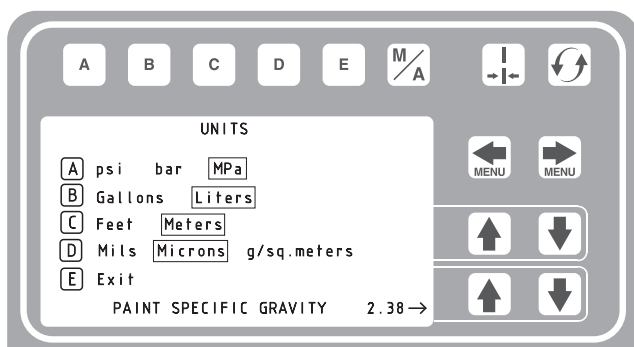 A B C D E M/A
UNITS
A psi bar MPa
B Gallons Liters
C Feet Meters
D Mils Microns g/sq.meters
E Exit
PAINT SPECIFIC GRAVITY 2.38→
MENU MENU